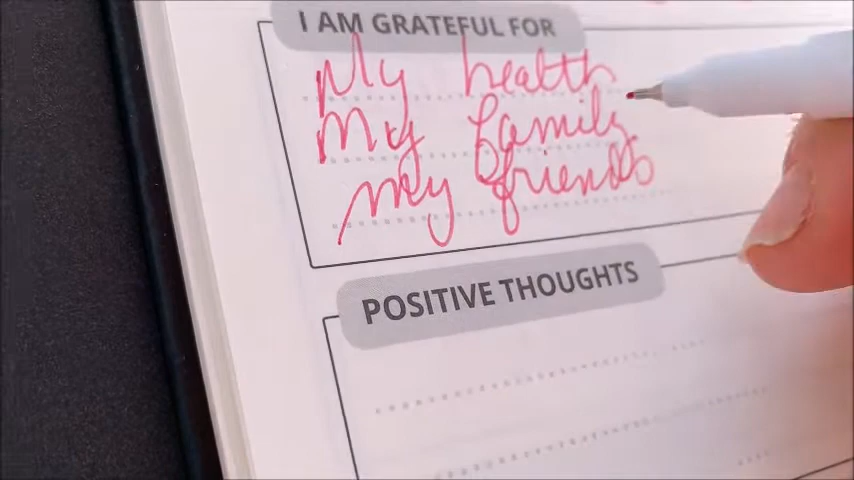 I AM GRATEFUL FOR
My health
My family
my friends
POSITIVE THOUGHTS